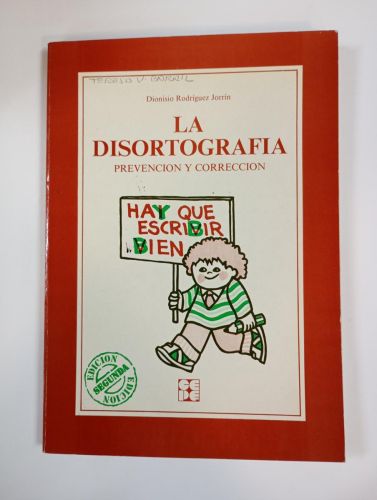 Dionisio Rodríguez Jorrín
LA
DISORTOGRAFIA
PREVENCION Y CORRECCION
HAY QUE
ESCRIBIR
BIEN
EDICION
SEGUNDA
EDICION
CEPE